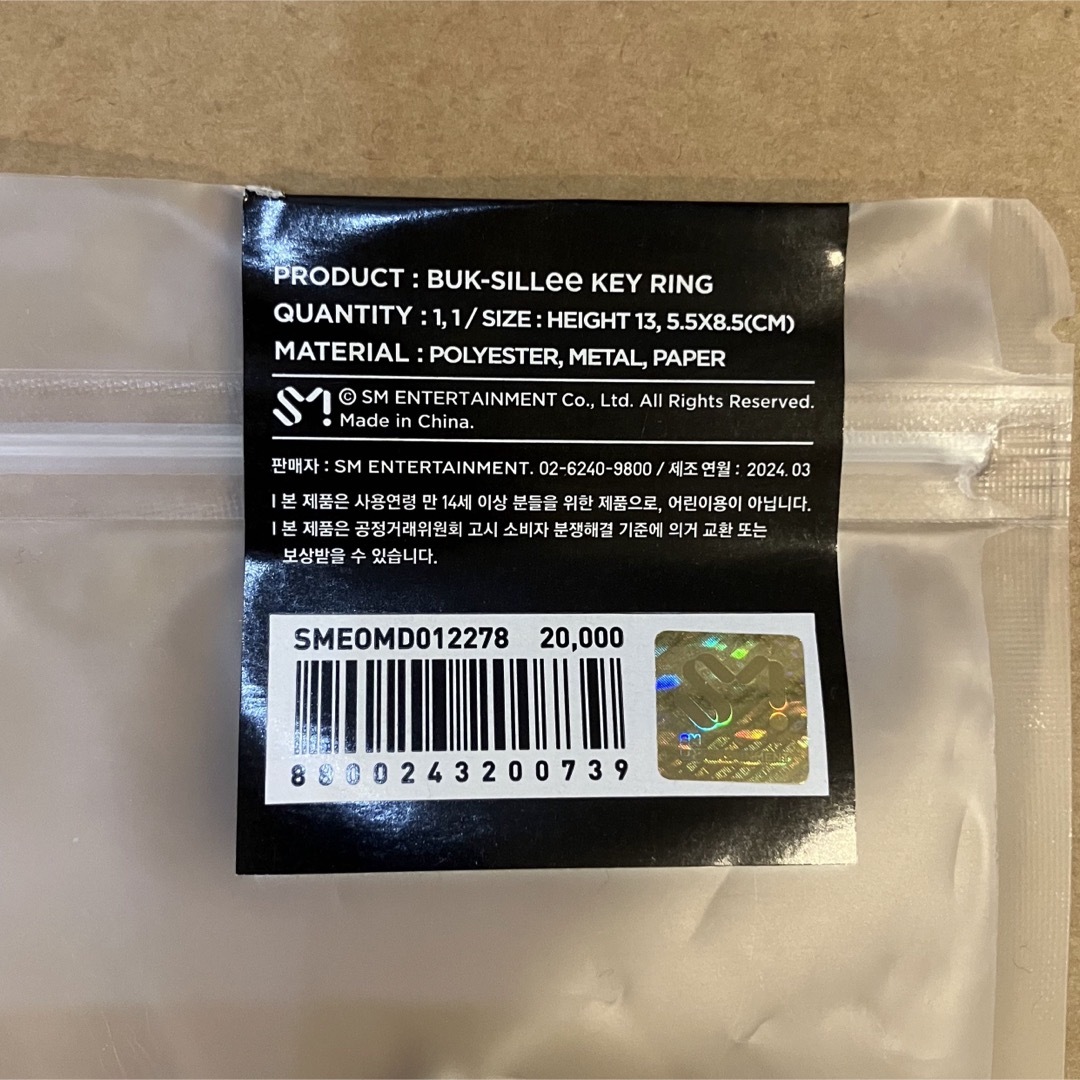 PRODUCT : BUK-SILLee KEY RING
QUANTITY : 1, 1 / SIZE : HEIGHT 13, 5.5X8.5(CM)
MATERIAL : POLYESTER, METAL, PAPER
SM
© SM ENTERTAINMENT Co., Ltd. All Rights Reserved.
Made in China.
판매자 : SM ENTERTAINMENT. 02-6240-9800 / 제조 연월 : 2024. 03
l 본 제품은 사용연령 만 14세 이상 분들을 위한 제품으로, 어린이용이 아닙니다.
l 본 제품은 공정거래위원회 고시 소비자 분쟁해결 기준에 의거 교환 또는
보상받을 수 있습니다.
SMEOMD012278 20,000
8800243200739
SM